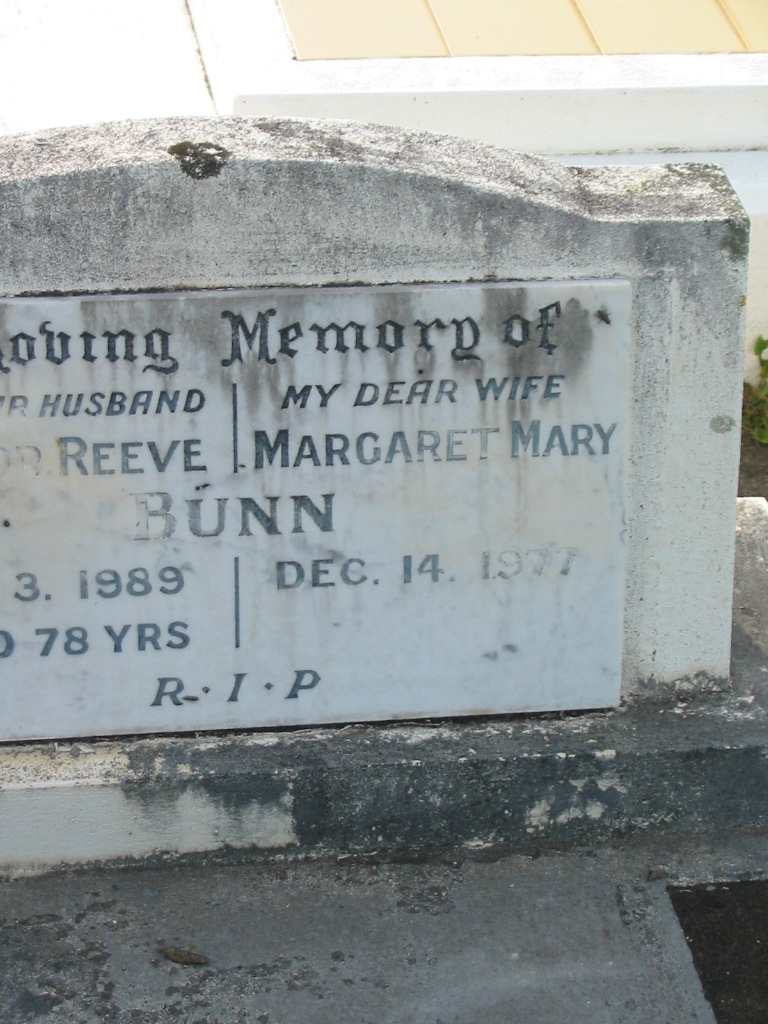 Loving Memory of
HUSBAND | MY DEAR WIFE
REEVE | MARGARET MARY
BUNN
3. 1989 | DEC. 14. 1977
78 YRS
R · I · P